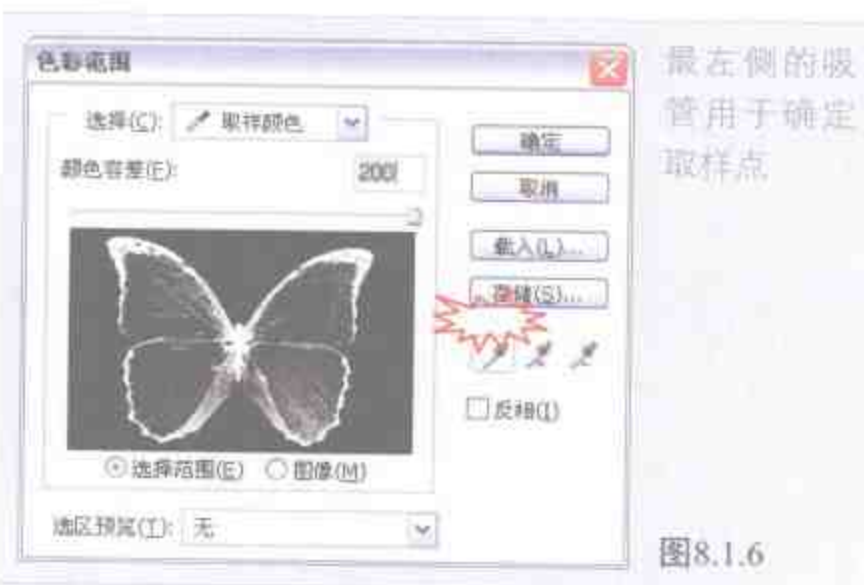 色彩范围
选择(C): 取样颜色
颜色容差(F): 200
确定
取消
载入(L)...
存储(S)...
反相(I)
选择范围(E) 图像(M)
选区预览(T): 无
最左侧的吸
管用于确定
取样点
图8.1.6